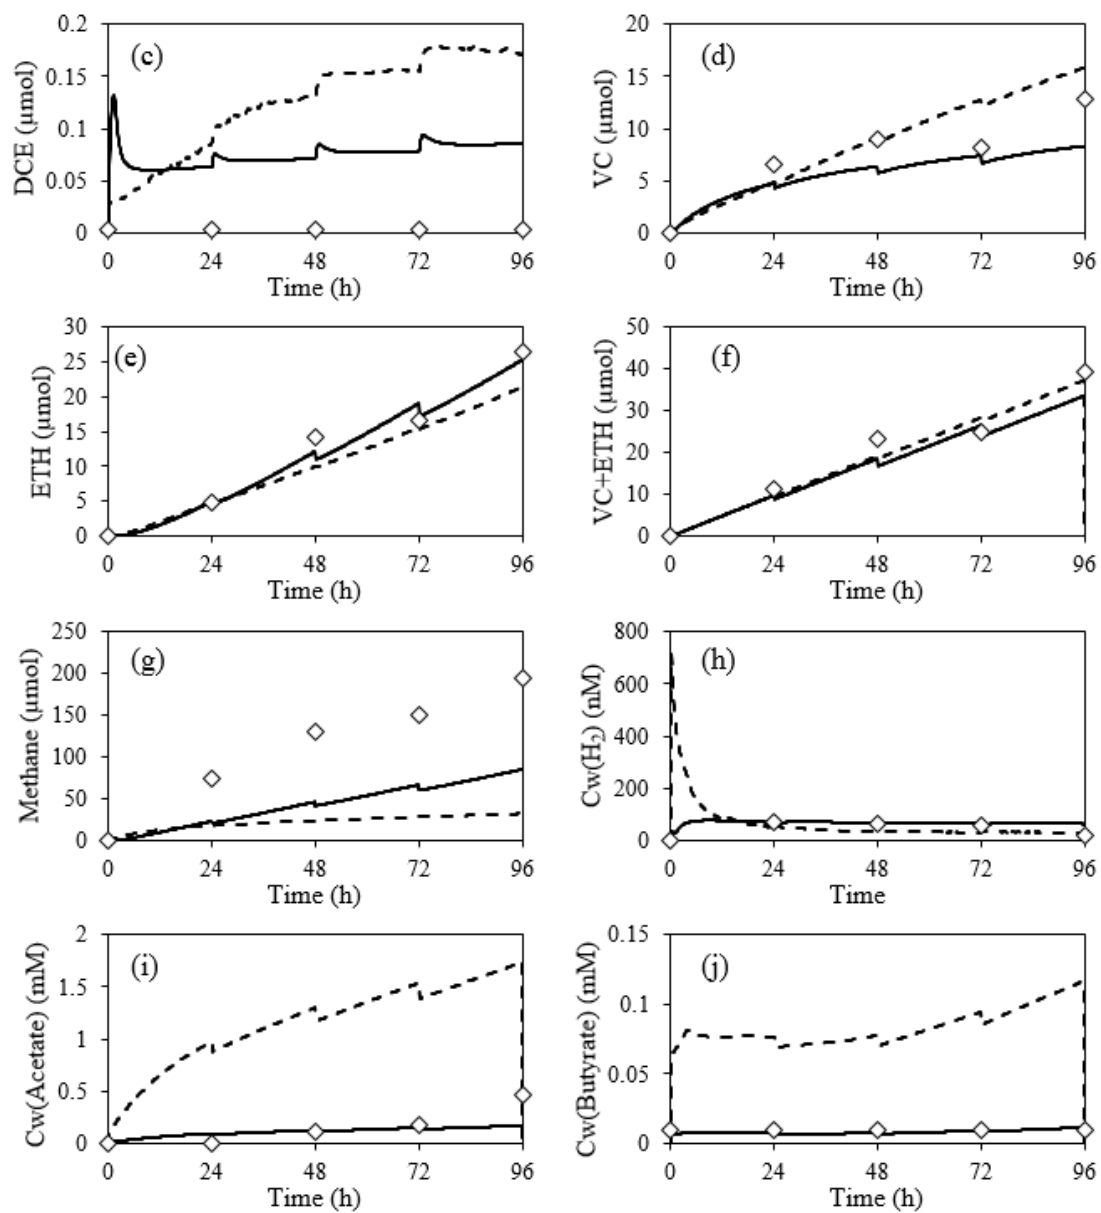 (c)
DCE (µmol)
0.2
0.15
0.1
0.05
0
0 24 48 72 96
Time (h)
(d)
VC (µmol)
20
15
10
5
0
0 24 48 72 96
Time (h)
(e)
ETH (µmol)
30
25
20
15
10
5
0
0 24 48 72 96
Time (h)
(f)
VC+ETH (µmol)
50
40
30
20
10
0
0 24 48 72 96
Time (h)
(g)
Methane (µmol)
250
200
150
100
50
0
0 24 48 72 96
Time (h)
(h)
Cw(H₂) (nM)
800
600
400
200
0
0 24 48 72 96
Time
(i)
Cw(Acetate) (mM)
2
1.5
1
0.5
0
0 24 48 72 96
Time (h)
(j)
Cw(Butyrate) (mM)
0.15
0.1
0.05
0
0 24 48 72 96
Time (h)